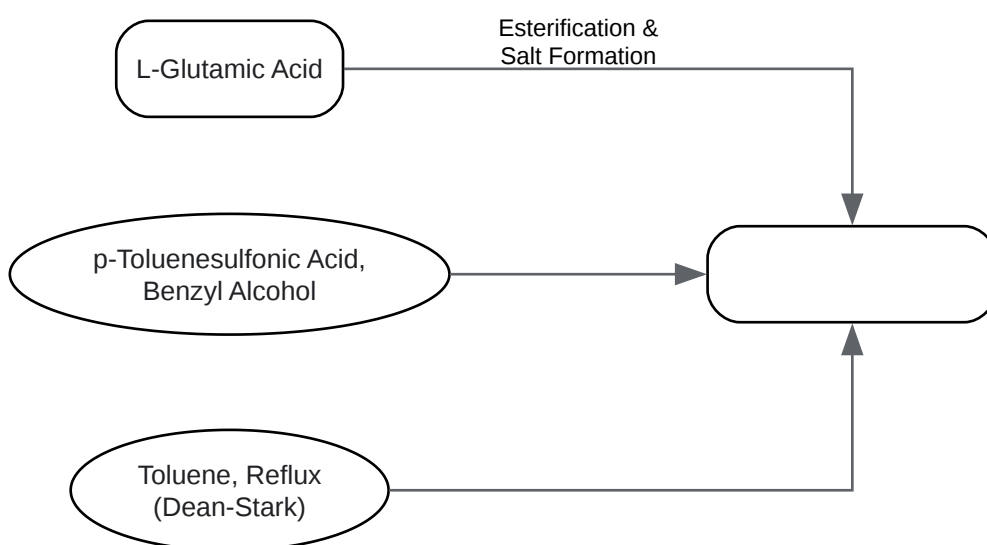 Esterification &
Salt Formation
L-Glutamic Acid
p-Toluenesulfonic Acid,
Benzyl Alcohol
Toluene, Reflux
(Dean-Stark)